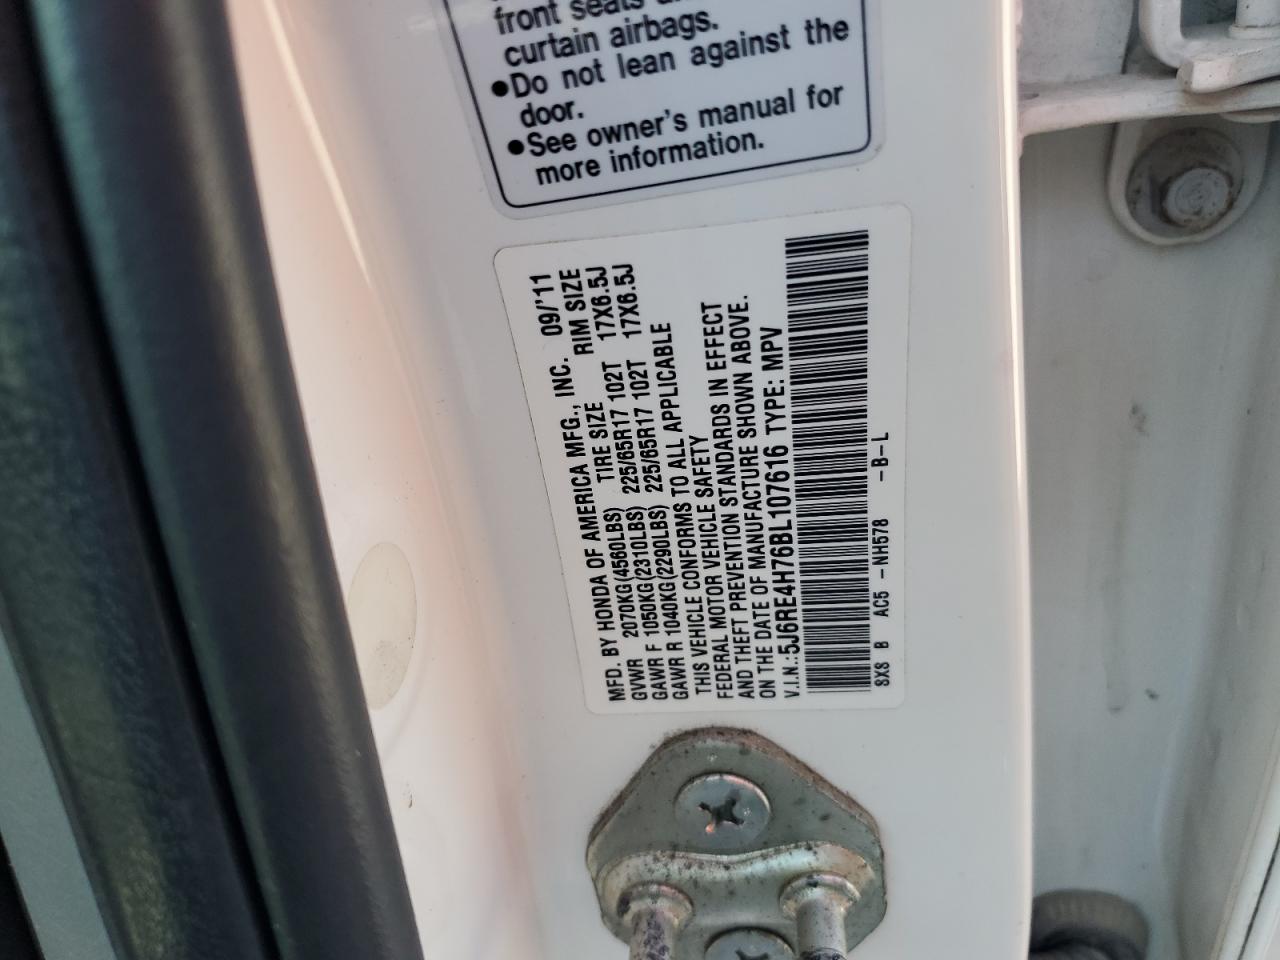 front seats
curtain airbags.
●Do not lean against the
door.
●See owner's manual for
more information.
MFD. BY HONDA OF AMERICA MFG., INC. 09/'11
GVWR 2070KG(4560LBS) TIRE SIZE RIM SIZE
GAWR F 1050KG(2310LBS) 225/65R17 102T 17X6.5J
GAWR R 1040KG(2290LBS) 225/65R17 102T 17X6.5J
THIS VEHICLE CONFORMS TO ALL APPLICABLE
FEDERAL MOTOR VEHICLE SAFETY
AND THEFT PREVENTION STANDARDS IN EFFECT
ON THE DATE OF MANUFACTURE SHOWN ABOVE.
V.I.N.:5J6RE4H76BL107616 TYPE: MPV
SXS B AC5 -NH578 -B-L